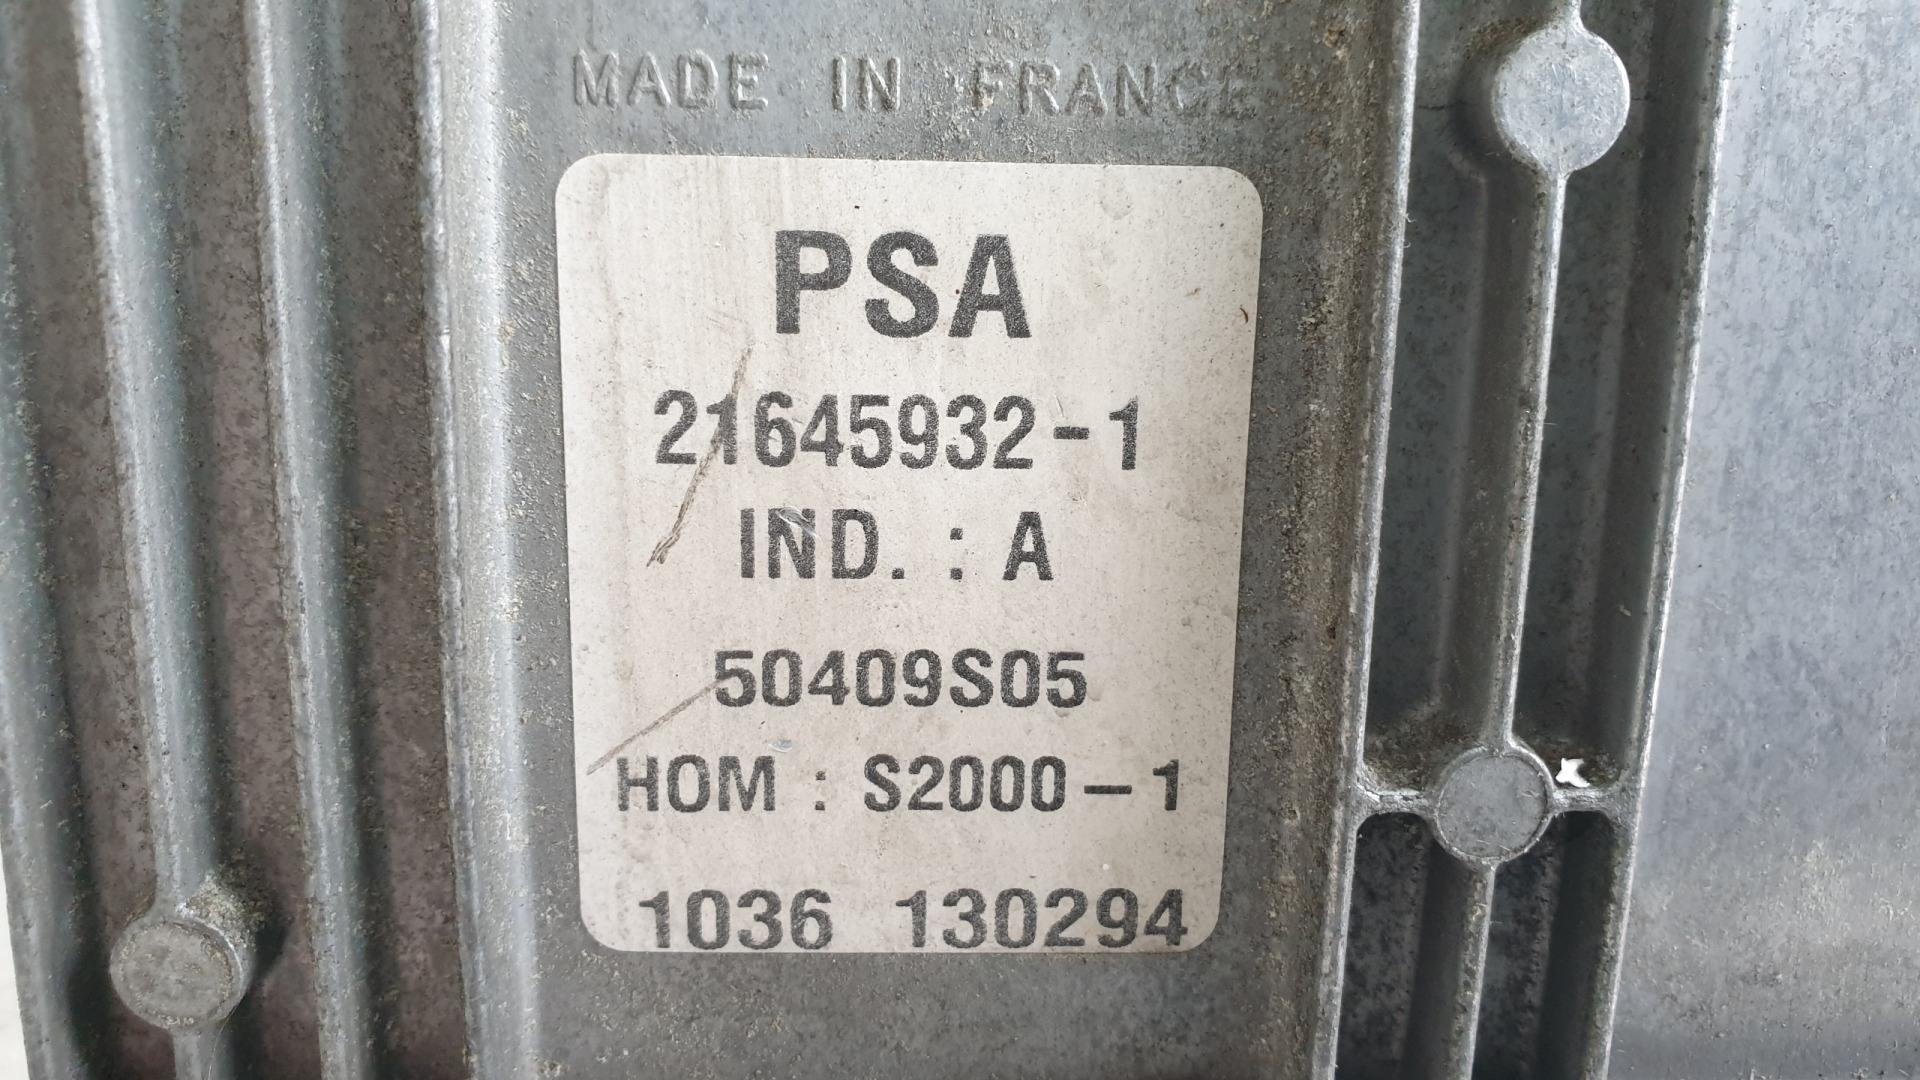 MADE IN FRANCE
PSA
21645932-1
IND. : A
50409S05
HOM : S2000-1
1036 130294